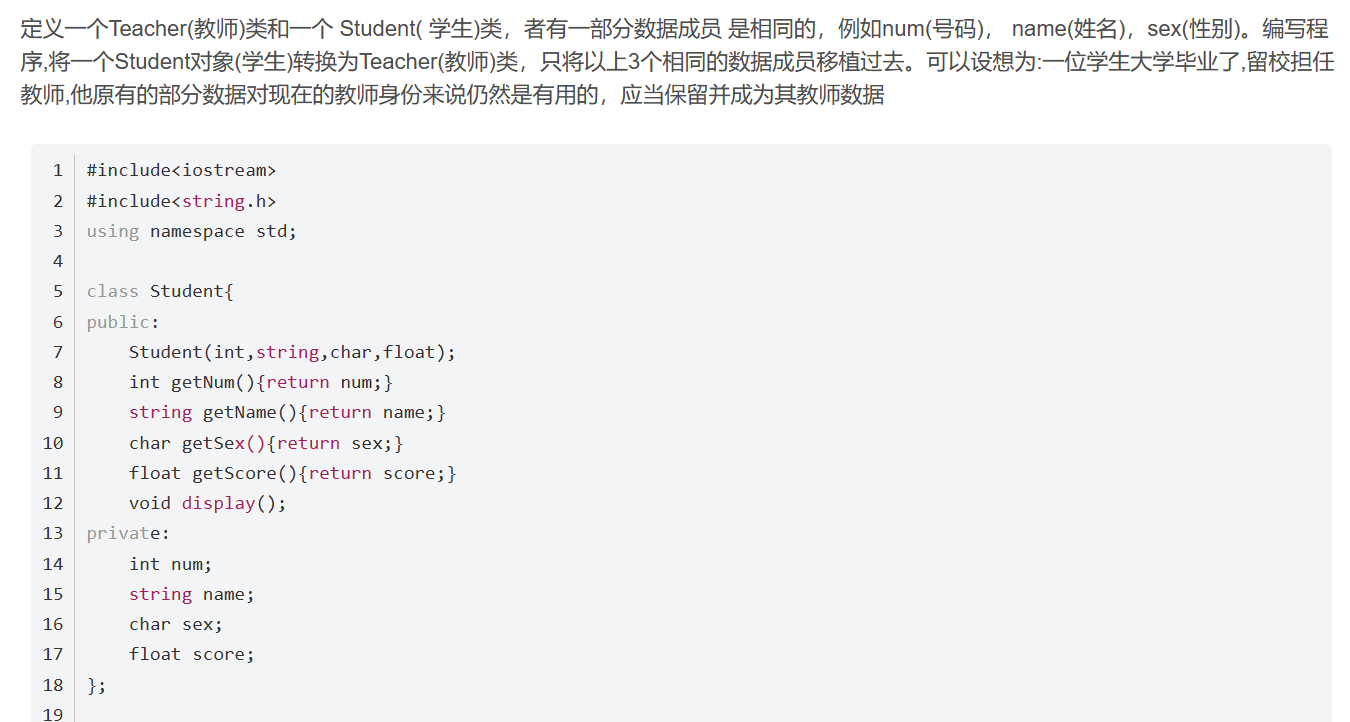 定义一个Teacher(教师)类和一个 Student( 学生)类，者有一部分数据成员 是相同的，例如num(号码)， name(姓名)，sex(性别)。编写程
序,将一个Student对象(学生)转换为Teacher(教师)类，只将以上3个相同的数据成员移植过去。可以设想为:一位学生大学毕业了,留校担任
教师,他原有的部分数据对现在的教师身份来说仍然是有用的，应当保留并成为其教师数据
1 #include<iostream>
2 #include<string.h>
3 using namespace std;
4
5 class Student{
6 public:
7     Student(int,string,char,float);
8     int getNum(){return num;}
9     string getName(){return name;}
10     char getSex(){return sex;}
11     float getScore(){return score;}
12     void display();
13 private:
14     int num;
15     string name;
16     char sex;
17     float score;
18 };
19